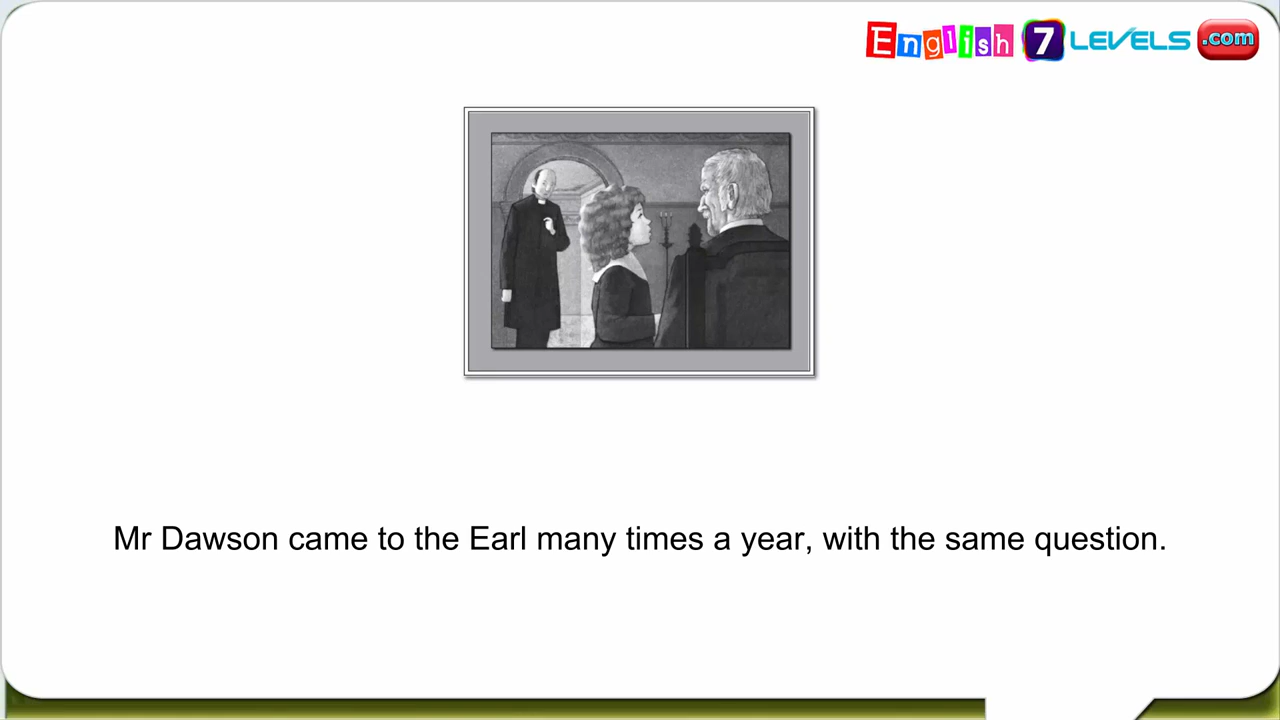 English 7 LEVELS .com
Mr Dawson came to the Earl many times a year, with the same question.